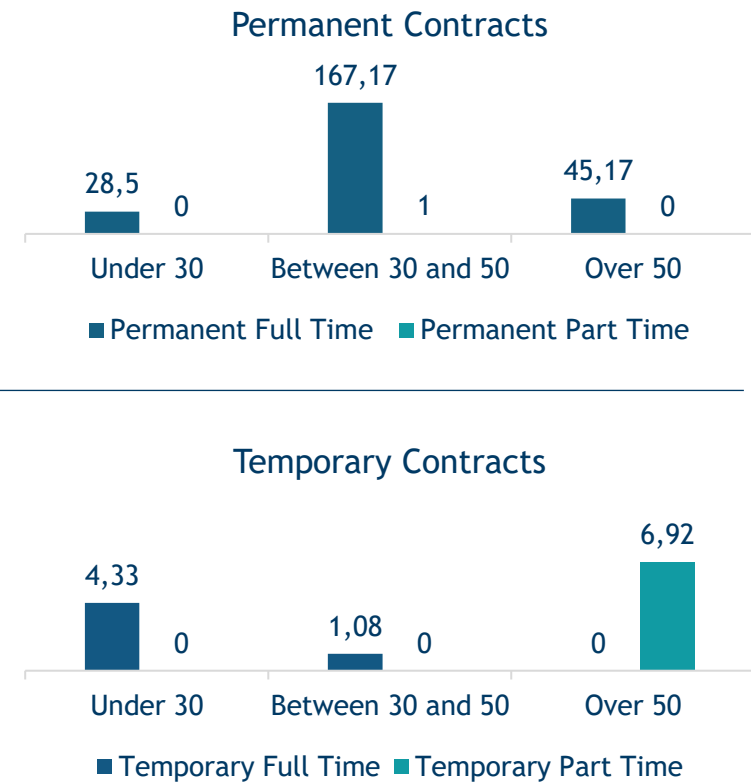 Permanent Contracts
167,17
28,5
45,17
0
1
0
Under 30 Between 30 and 50 Over 50
Permanent Full Time Permanent Part Time
Temporary Contracts
6,92
4,33
1,08
0
0
0
Under 30 Between 30 and 50 Over 50
Temporary Full Time Temporary Part Time